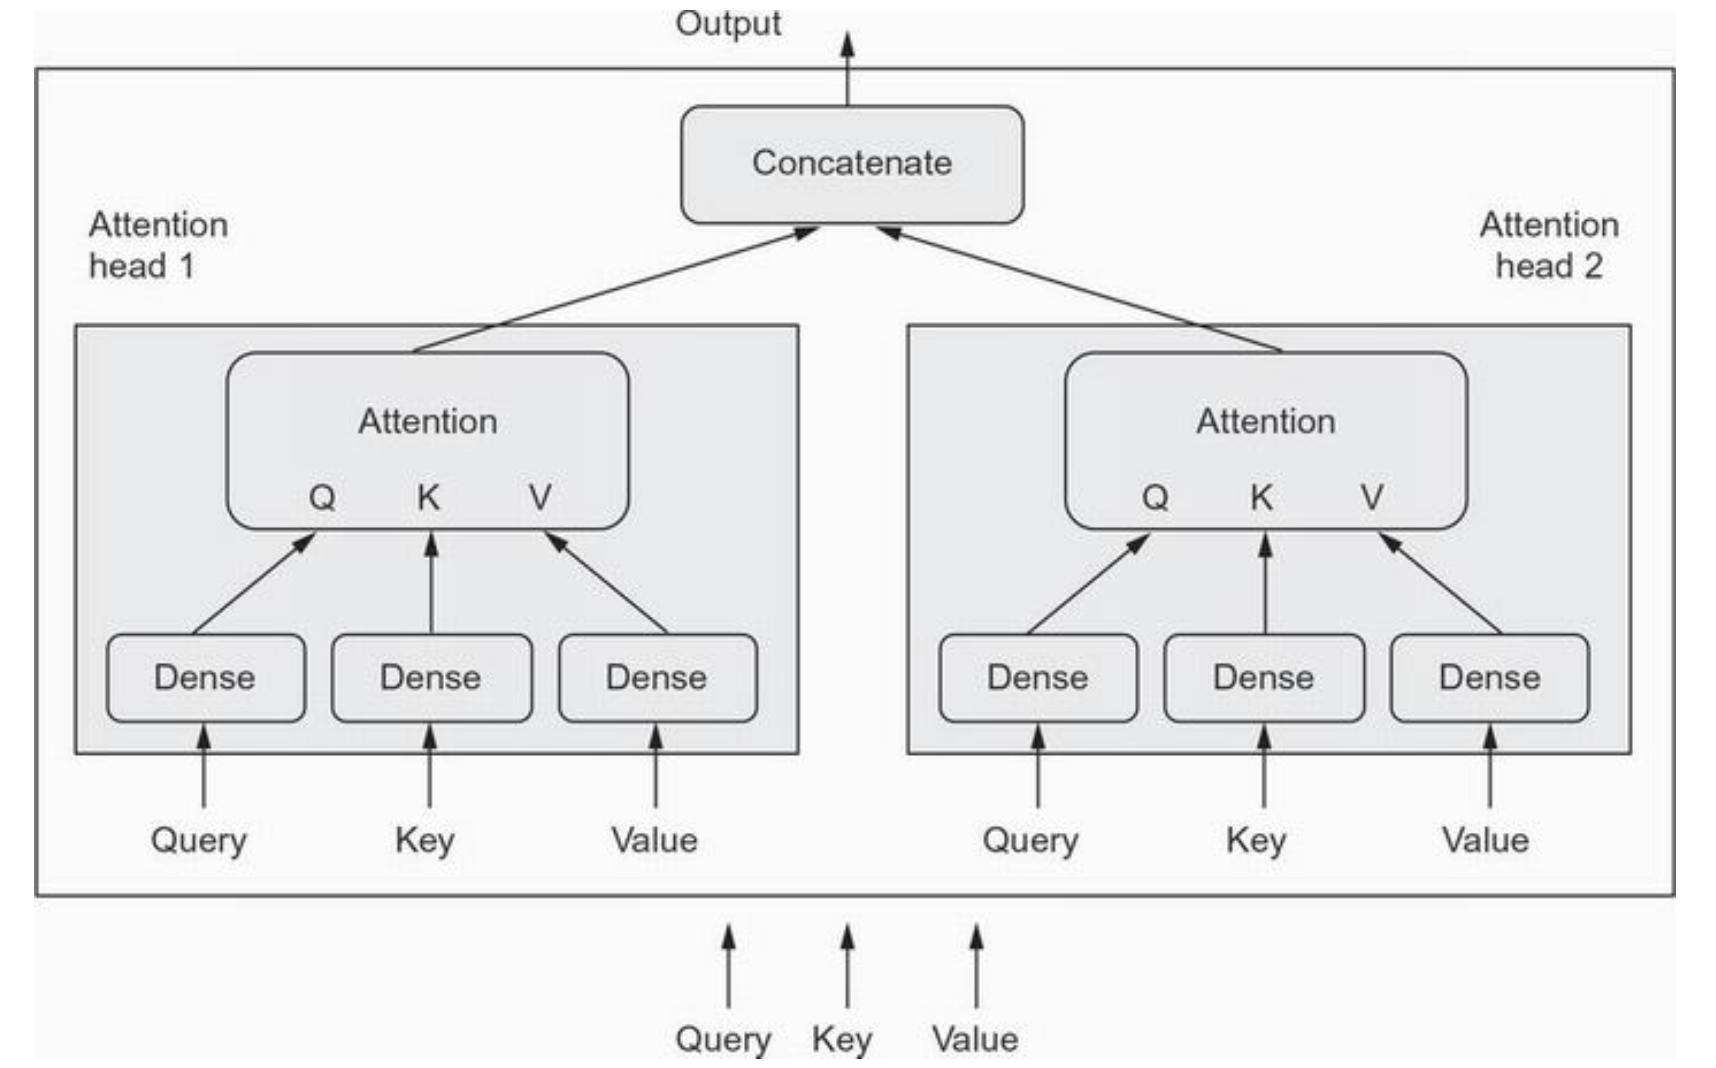 Output
Concatenate
Attention
head 1
Attention
head 2
Attention
Q K V
Dense Dense Dense
Query Key Value
Attention
Q K V
Dense Dense Dense
Query Key Value
Query Key Value